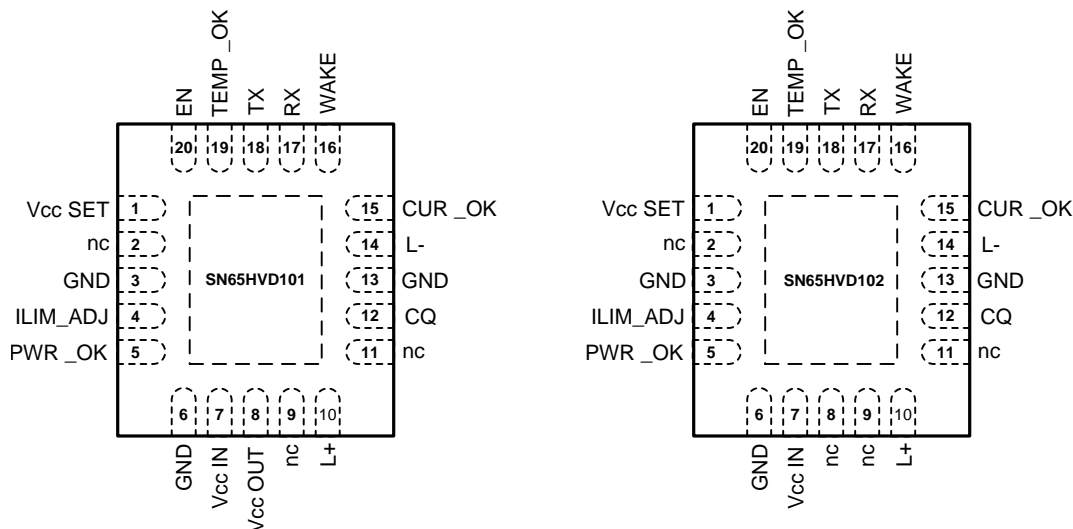 EN
TEMP _OK
TX
RX
WAKE
20
19
18
17
16
Vcc SET 1
nc 2
GND 3
ILIM_ADJ 4
PWR _OK 5
SN65HVD101
15 CUR _OK
14 L-
13 GND
12 CQ
11 nc
6
7
8
9
10
GND
Vcc IN
Vcc OUT
nc
L+
EN
TEMP _OK
TX
RX
WAKE
20
19
18
17
16
Vcc SET 1
nc 2
GND 3
ILIM_ADJ 4
PWR _OK 5
SN65HVD102
15 CUR _OK
14 L-
13 GND
12 CQ
11 nc
6
7
8
9
10
GND
Vcc IN
nc
nc
L+